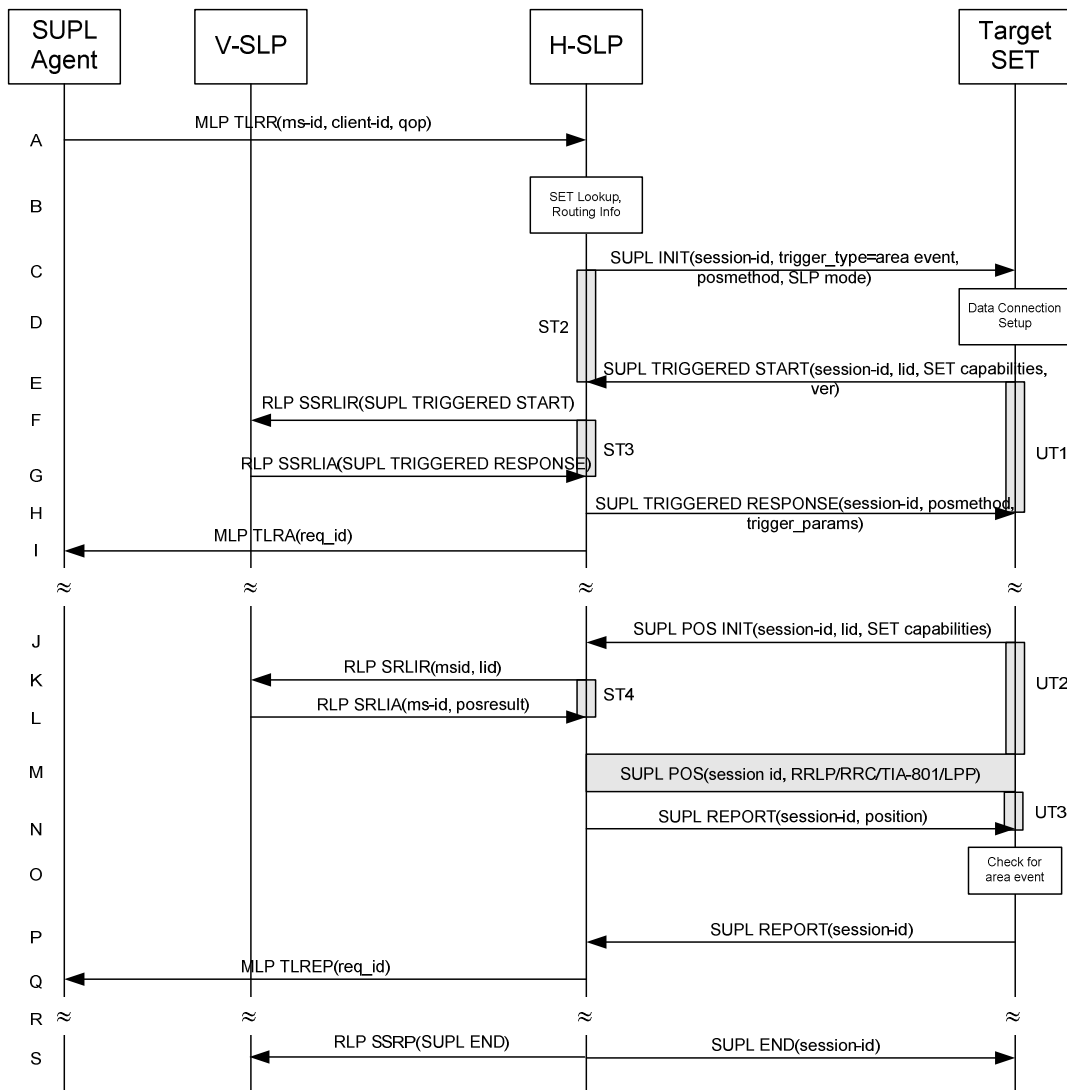 SUPL
Agent
V-SLP
H-SLP
Target
SET
A
MLP TLRR(ms-id, client-id, qop)
B
SET Lookup,
Routing Info
C
SUPL INIT(session-id, trigger_type=area event,
posmethod, SLP mode)
D
ST2
Data Connection
Setup
E
SUPL TRIGGERED START(session-id, lid, SET capabilities,
ver)
F
RLP SSRLIR(SUPL TRIGGERED START)
ST3
UT1
G
RLP SSRLIA(SUPL TRIGGERED RESPONSE)
H
SUPL TRIGGERED RESPONSE(session-id, posmethod,
trigger_params)
I
MLP TLRA(req_id)
≈ ≈ ≈ ≈
J
SUPL POS INIT(session-id, lid, SET capabilities)
K
RLP SRLIR(msid, lid)
ST4
UT2
L
RLP SRLIA(ms-id, posresult)
M
SUPL POS(session id, RRLP/RRC/TIA-801/LPP)
N
SUPL REPORT(session-id, position)
UT3
O
Check for
area event
P
SUPL REPORT(session-id)
Q
MLP TLREP(req_id)
R
≈ ≈ ≈ ≈
S
RLP SSRP(SUPL END)
SUPL END(session-id)